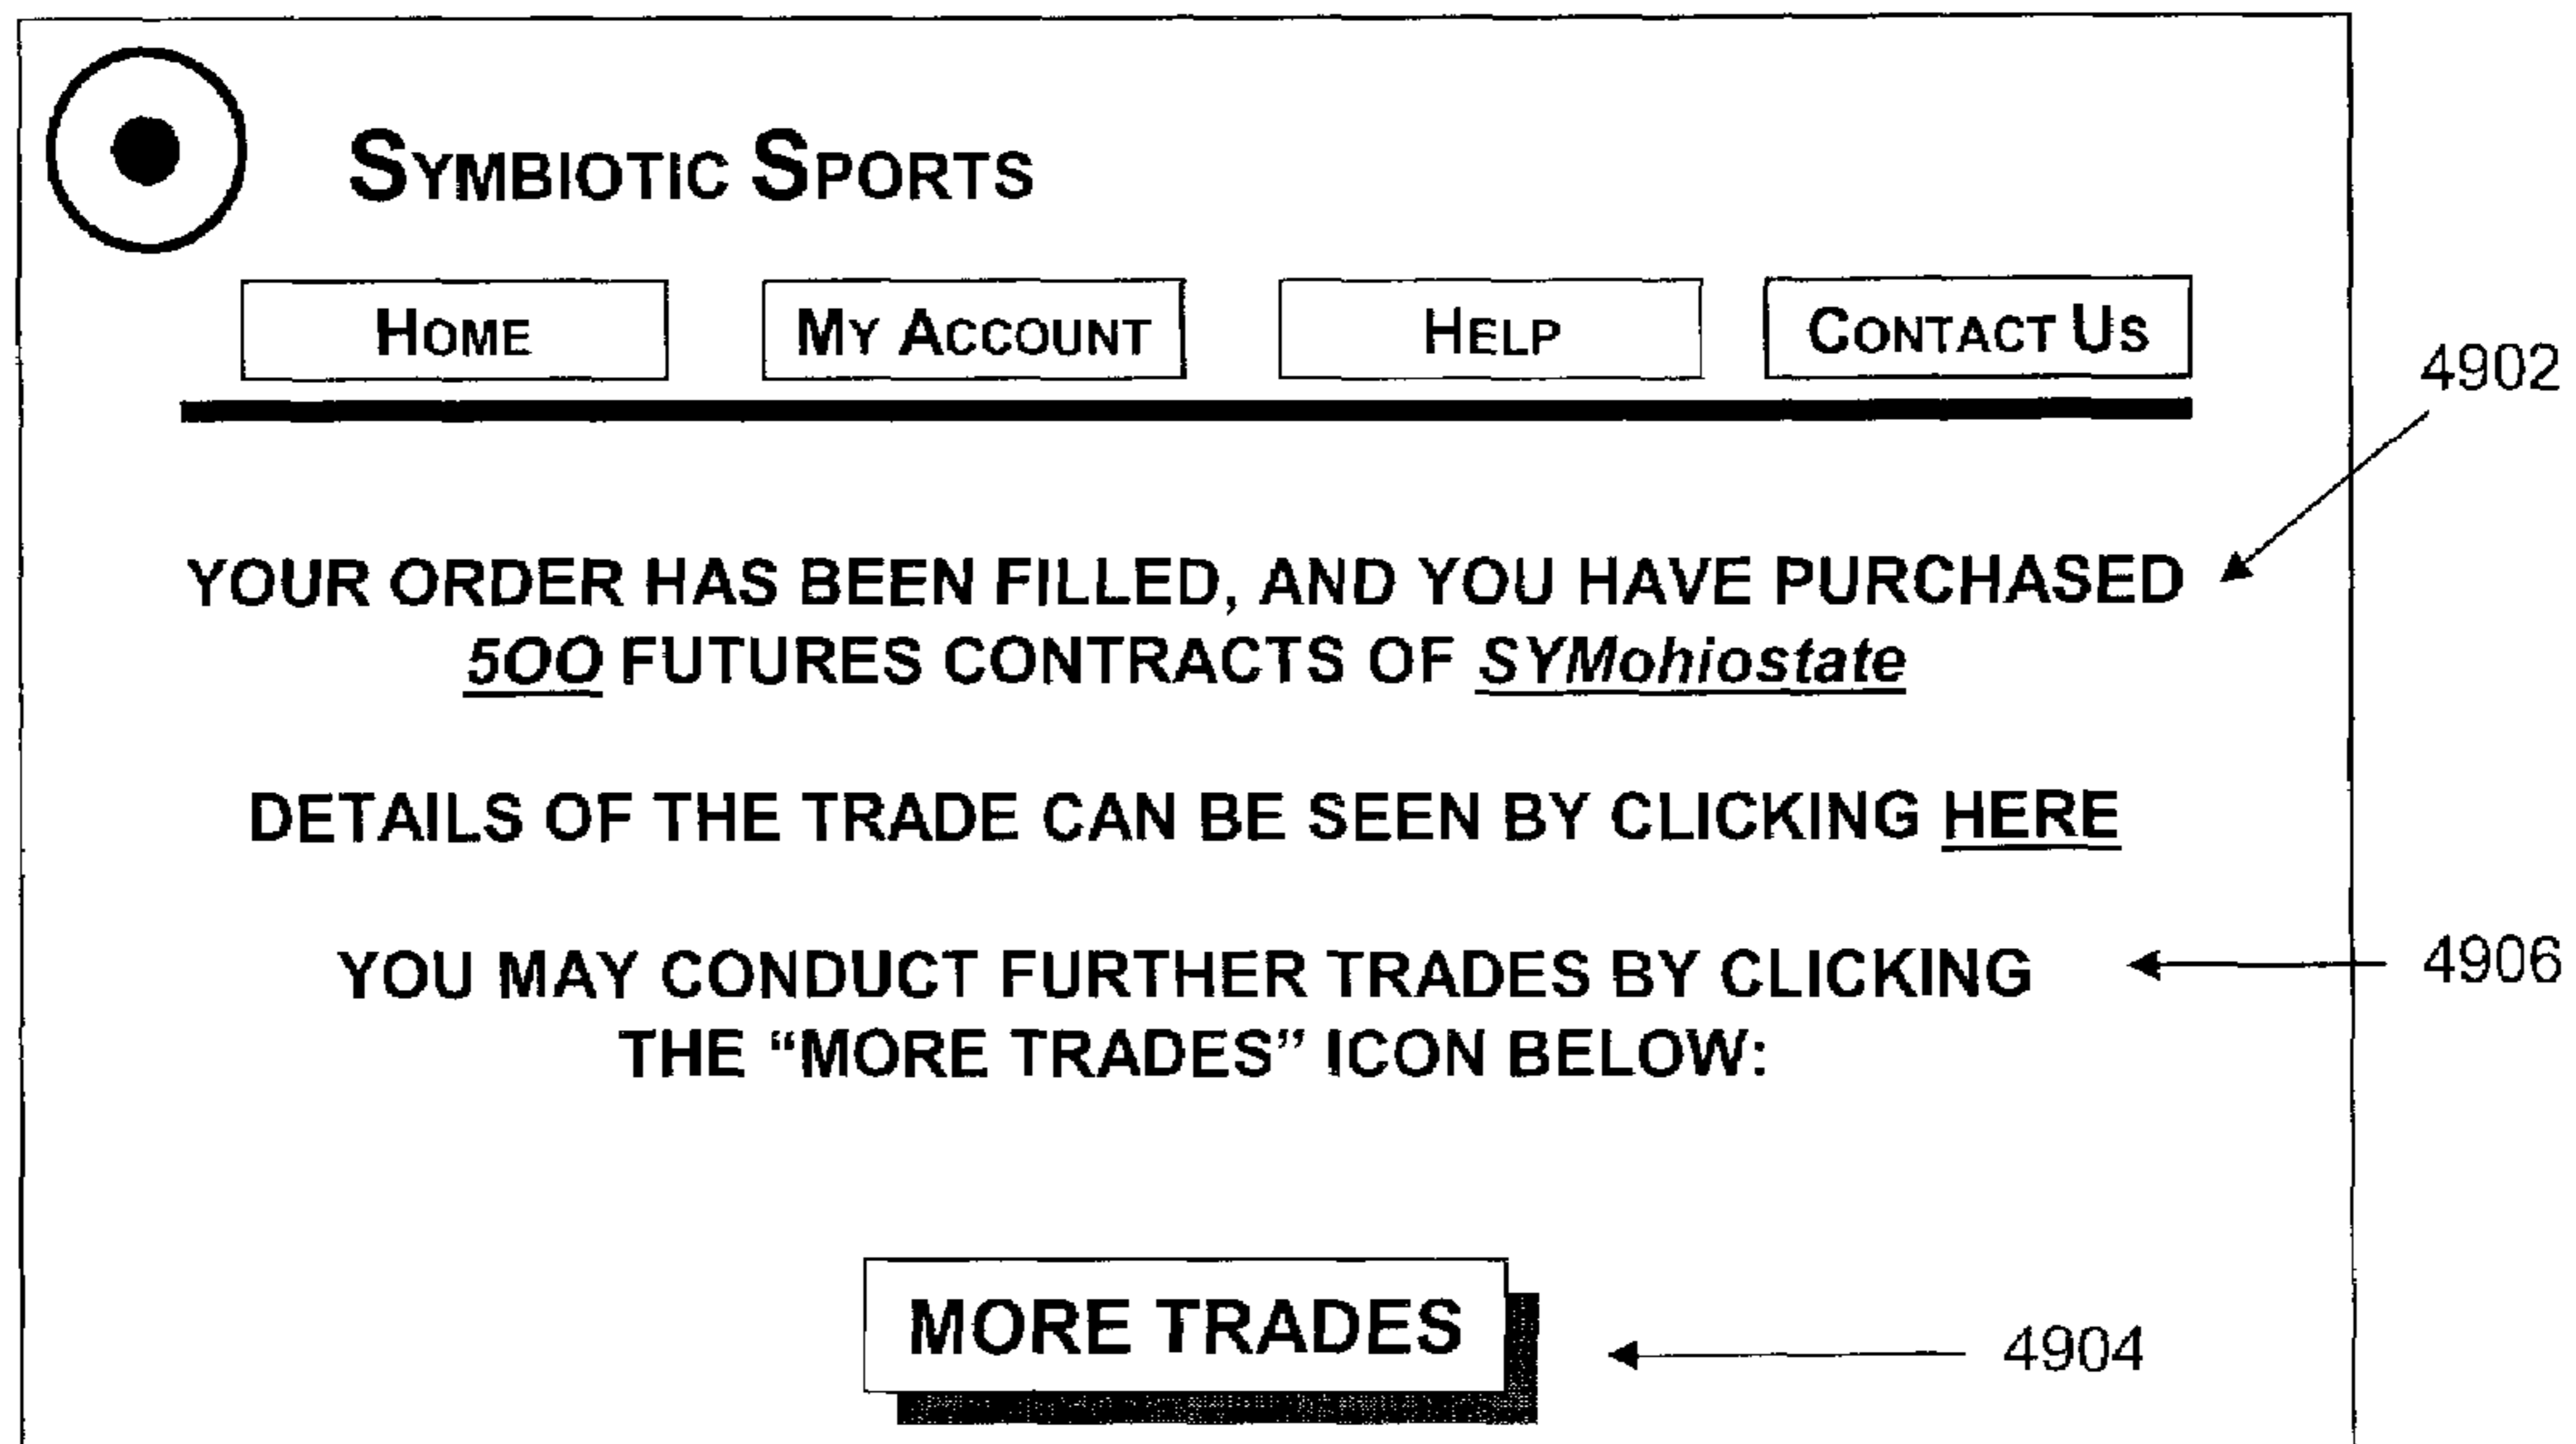 SYMBIOTIC SPORTS
HOME MY ACCOUNT HELP CONTACT US
4902
YOUR ORDER HAS BEEN FILLED, AND YOU HAVE PURCHASED
500 FUTURES CONTRACTS OF SYMohiostate
DETAILS OF THE TRADE CAN BE SEEN BY CLICKING HERE
YOU MAY CONDUCT FURTHER TRADES BY CLICKING
4906
THE “MORE TRADES” ICON BELOW:
MORE TRADES
4904